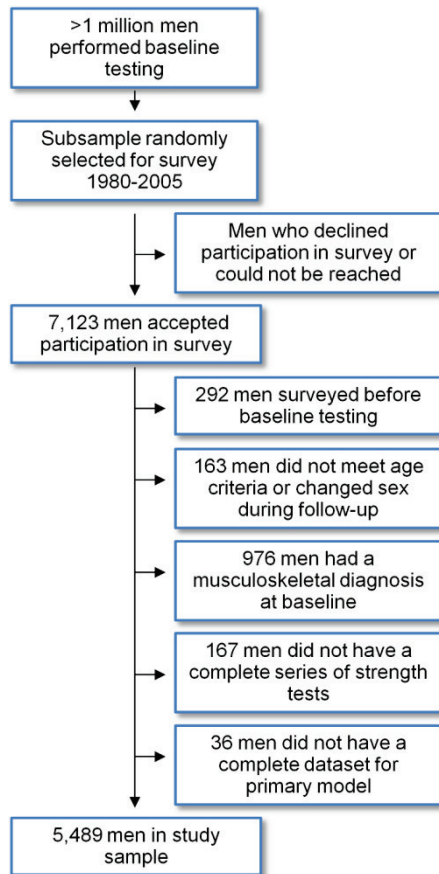 >1 million men
performed baseline
testing
Subsample randomly
selected for survey
1980-2005
Men who declined
participation in survey or
could not be reached
7,123 men accepted
participation in survey
292 men surveyed before
baseline testing
163 men did not meet age
criteria or changed sex
during follow-up
976 men had a
musculoskeletal diagnosis
at baseline
167 men did not have a
complete series of strength
tests
36 men did not have a
complete dataset for
primary model
5,489 men in study
sample